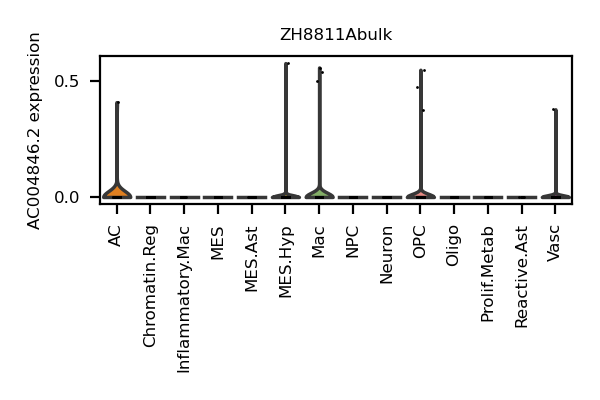 ZH8811Abulk
AC004846.2 expression
0.5
0.0
AC
Chromatin.Reg
Inflammatory.Mac
MES
MES.Ast
MES.Hyp
Mac
NPC
Neuron
OPC
Oligo
Prolif.Metab
Reactive.Ast
Vasc